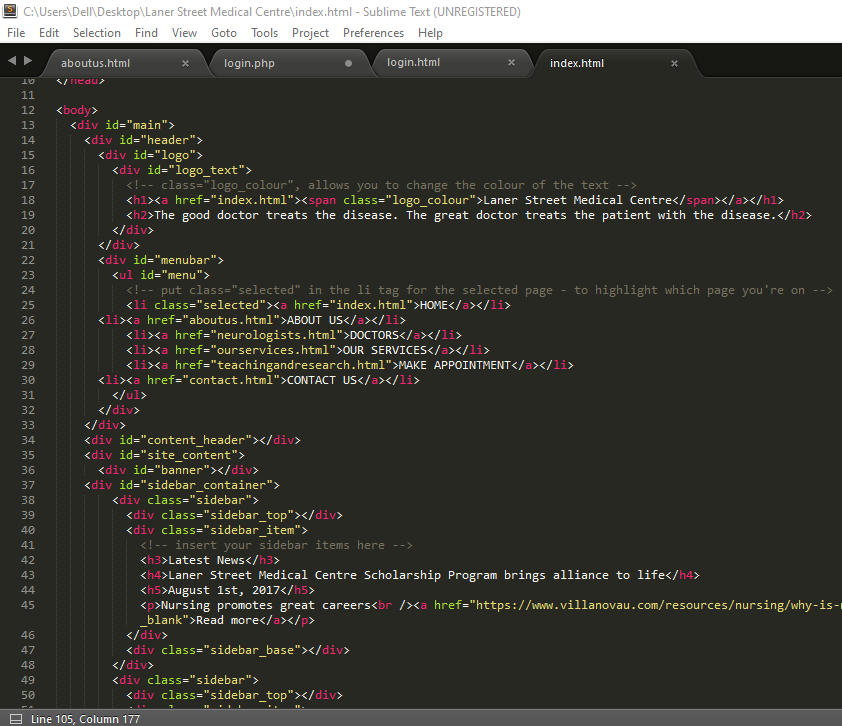 C:\Users\Dell\Desktop\Laner Street Medical Centre\index.html - Sublime Text (UNREGISTERED)
File Edit Selection Find View Goto Tools Project Preferences Help
aboutus.html × login.php ● login.html × index.html ×
10 </head>
11
12 <body>
13 <div id="main">
14 <div id="header">
15 <div id="logo">
16 <div id="logo_text">
17 <!-- class="logo_colour", allows you to change the colour of the text -->
18 <h1><a href="index.html"><span class="logo_colour">Laner Street Medical Centre</span></a></h1>
19 <h2>The good doctor treats the disease. The great doctor treats the patient with the disease.</h2>
20 </div>
21 </div>
22 <div id="menubar">
23 <ul id="menu">
24 <!-- put class="selected" in the li tag for the selected page - to highlight which page you're on -->
25 <li class="selected"><a href="index.html">HOME</a></li>
26 <li><a href="aboutus.html">ABOUT US</a></li>
27 <li><a href="neurologists.html">DOCTORS</a></li>
28 <li><a href="ourservices.html">OUR SERVICES</a></li>
29 <li><a href="teachingandresearch.html">MAKE APPOINTMENT</a></li>
30 <li><a href="contact.html">CONTACT US</a></li>
31 </ul>
32 </div>
33 </div>
34 <div id="content_header"></div>
35 <div id="site_content">
36 <div id="banner"></div>
37 <div id="sidebar_container">
38 <div class="sidebar">
39 <div class="sidebar_top"></div>
40 <div class="sidebar_item">
41 <!-- insert your sidebar items here -->
42 <h3>Latest News</h3>
43 <h4>Laner Street Medical Centre Scholarship Program brings alliance to life</h4>
44 <h5>August 1st, 2017</h5>
45 <p>Nursing promotes great careers<br /><a href="https://www.villanovau.com/resources/nursing/why-is-
_blank">Read more</a></p>
46 </div>
47 <div class="sidebar_base"></div>
48 </div>
49 <div class="sidebar">
50 <div class="sidebar_top"></div>
Line 105, Column 177